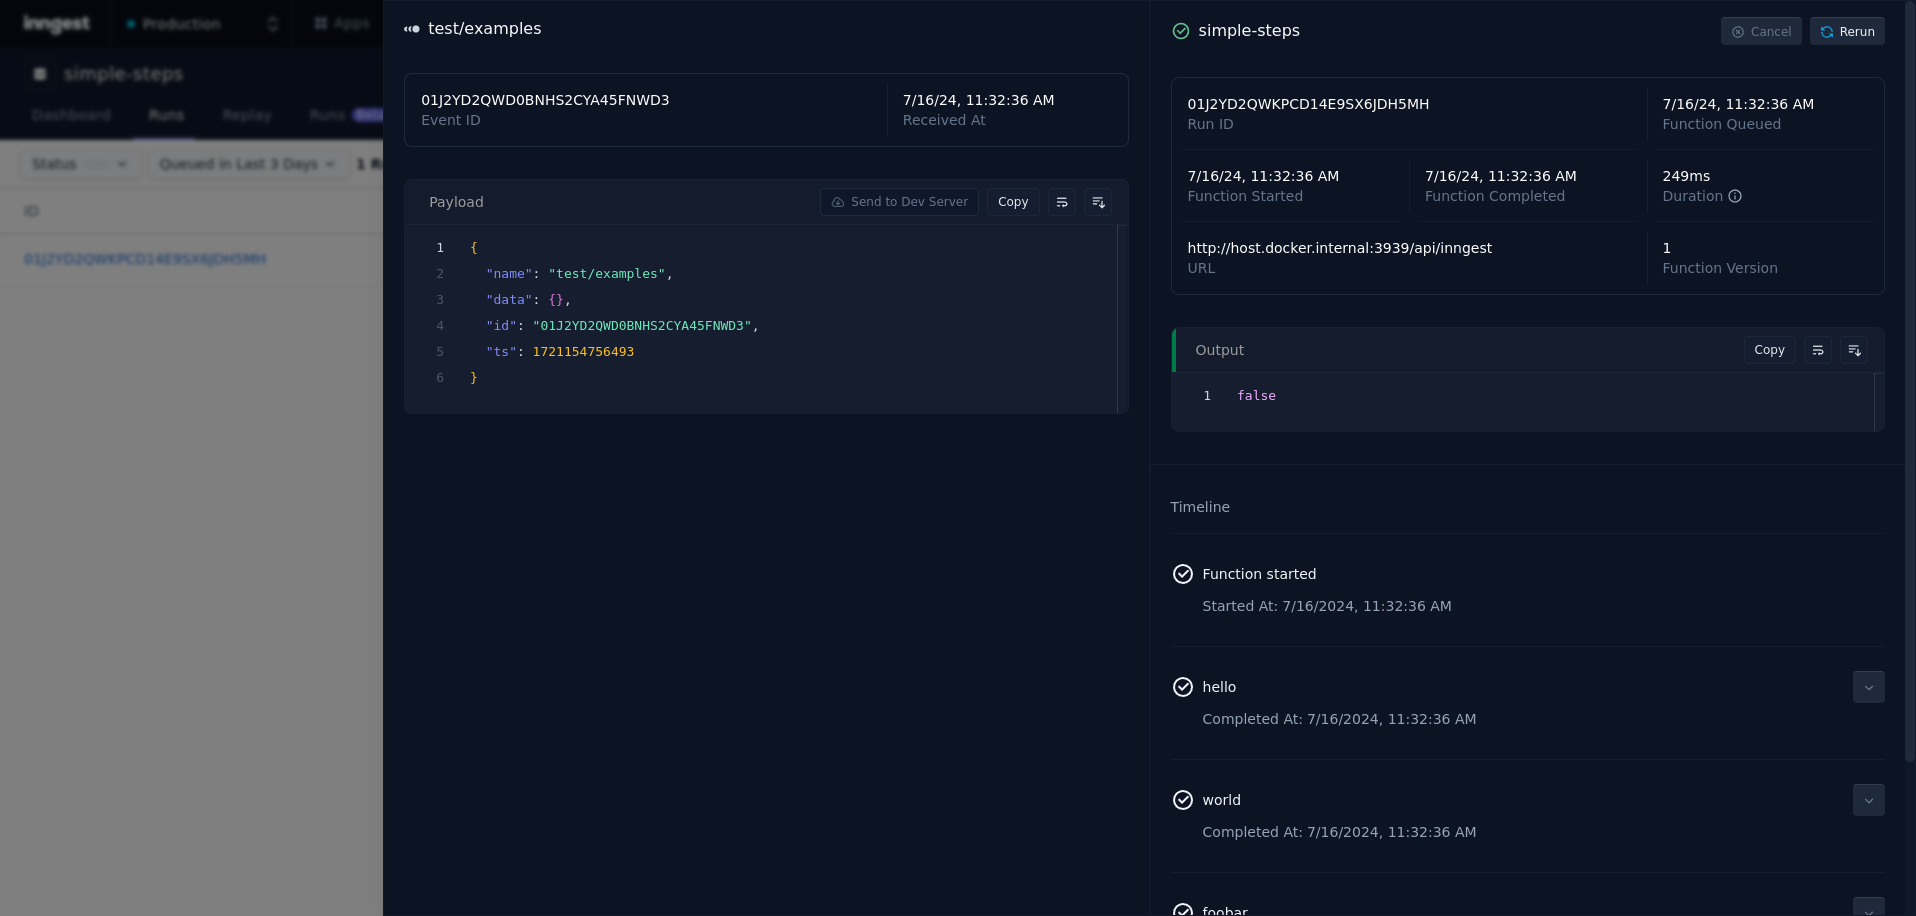 inngest
Production
Apps
simple-steps
Dashboard
Runs
Replay
Runs
Beta
Status
Queued in Last 3 Days
ID
01J2YD2QWKPCD14E9SX6JDH5MH
test/examples
01J2YD2QWD0BNHS2CYA45FNWD3
Event ID
7/16/24, 11:32:36 AM
Received At
Payload
Send to Dev Server
Copy
1 {
2 "name": "test/examples",
3 "data": {},
4 "id": "01J2YD2QWD0BNHS2CYA45FNWD3",
5 "ts": 1721154756493
6 }
simple-steps
Cancel
Rerun
01J2YD2QWKPCD14E9SX6JDH5MH
Run ID
7/16/24, 11:32:36 AM
Function Queued
7/16/24, 11:32:36 AM
Function Started
7/16/24, 11:32:36 AM
Function Completed
249ms
Duration
http://host.docker.internal:3939/api/inngest
URL
1
Function Version
Output
Copy
1 false
Timeline
Function started
Started At: 7/16/2024, 11:32:36 AM
hello
Completed At: 7/16/2024, 11:32:36 AM
world
Completed At: 7/16/2024, 11:32:36 AM
foobar